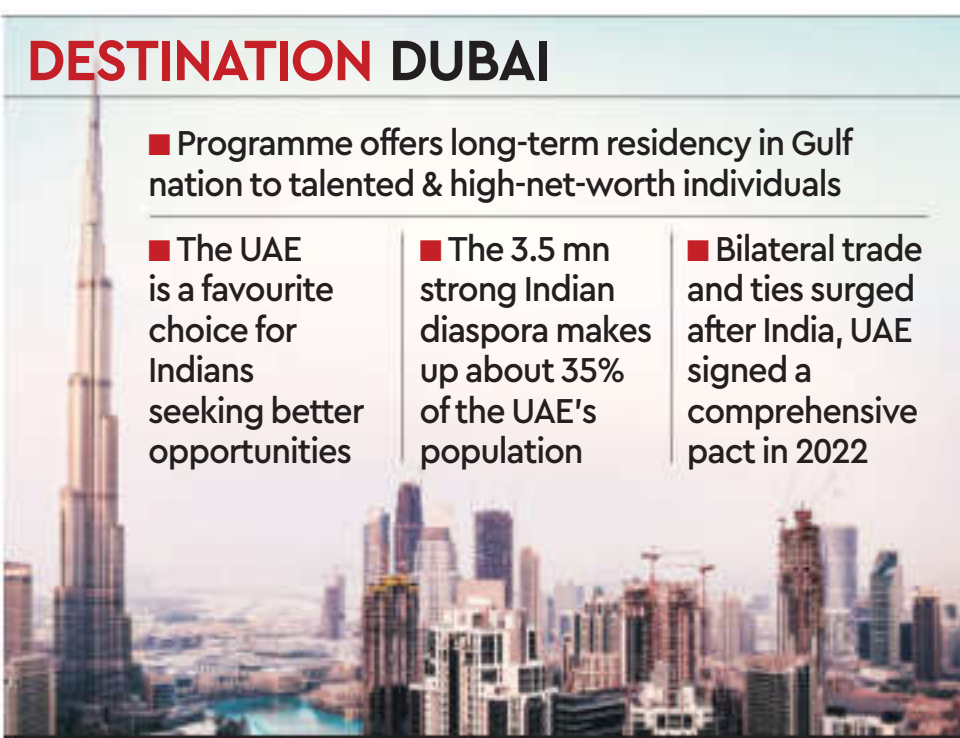 DESTINATION DUBAI
■ Programme offers long-term residency in Gulf
nation to talented & high-net-worth individuals
■ The UAE
is a favourite
choice for
Indians
seeking better
opportunities
■ The 3.5 mn
strong Indian
diaspora makes
up about 35%
of the UAE's
population
■ Bilateral trade
and ties surged
after India, UAE
signed a
comprehensive
pact in 2022